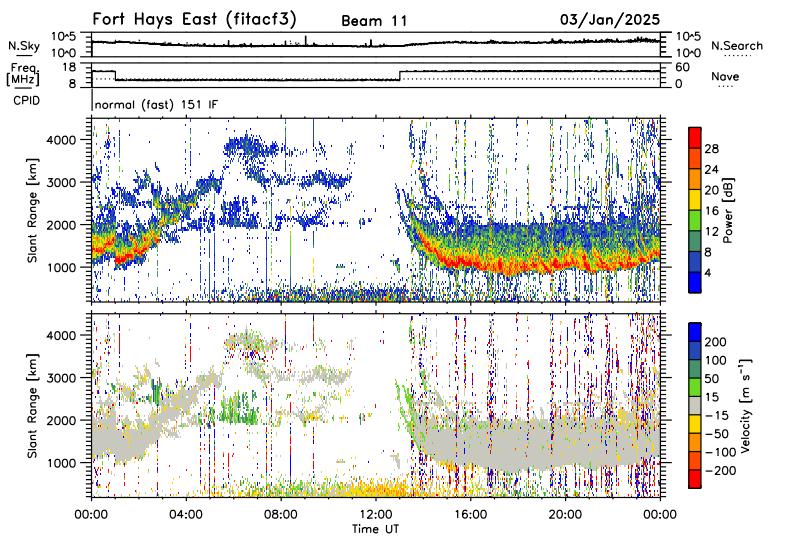 Fort Hays East (fitacf3) Beam 11 03/Jan/2025
N.Sky 10^5 10^0 10^5 10^0 N.Search
Freq. [MHz] 18 8 60 0 Nave
CPID normal (fast) 151 IF
Slant Range [km] 4000 3000 2000 1000
Power [dB] 28 24 20 16 12 8 4
Slant Range [km] 4000 3000 2000 1000
Velocity [m s⁻¹] 200 100 50 15 −15 −50 −100 −200
00:00 04:00 08:00 12:00 16:00 20:00 00:00
Time UT